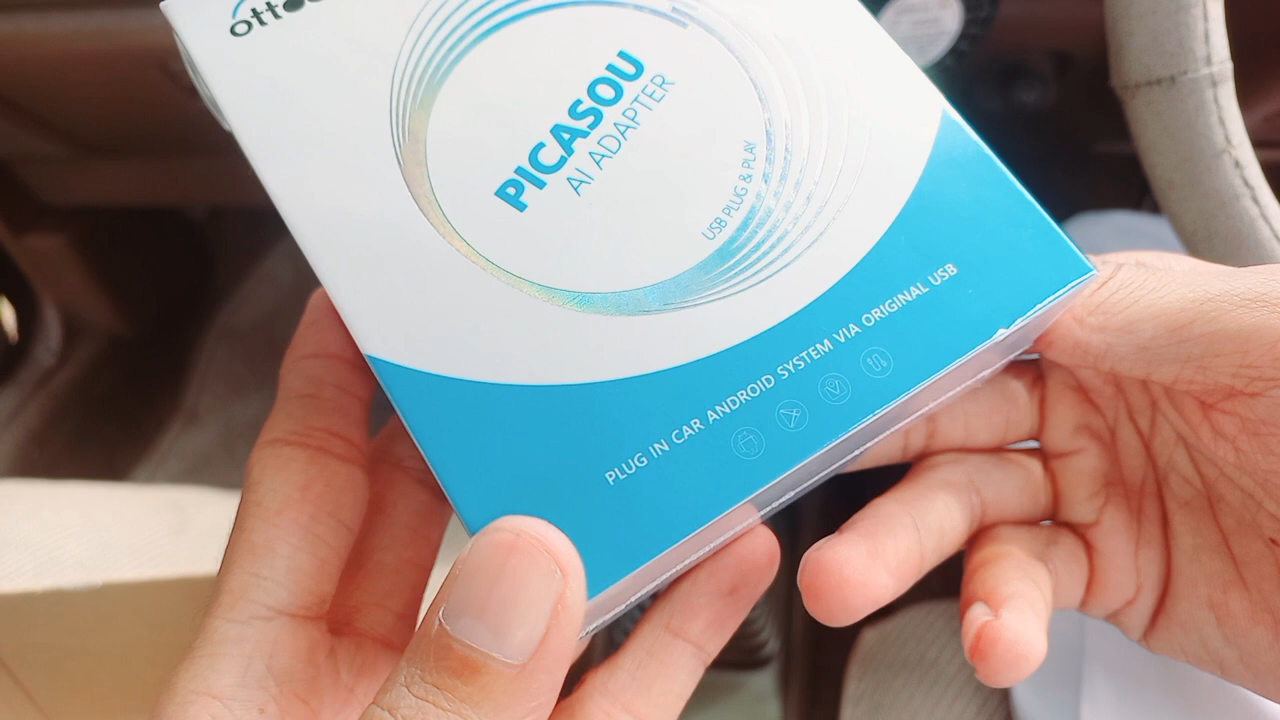 PICASOU
AI ADAPTER
USB PLUG & PLAY
PLUG IN CAR ANDROID SYSTEM VIA ORIGINAL USB